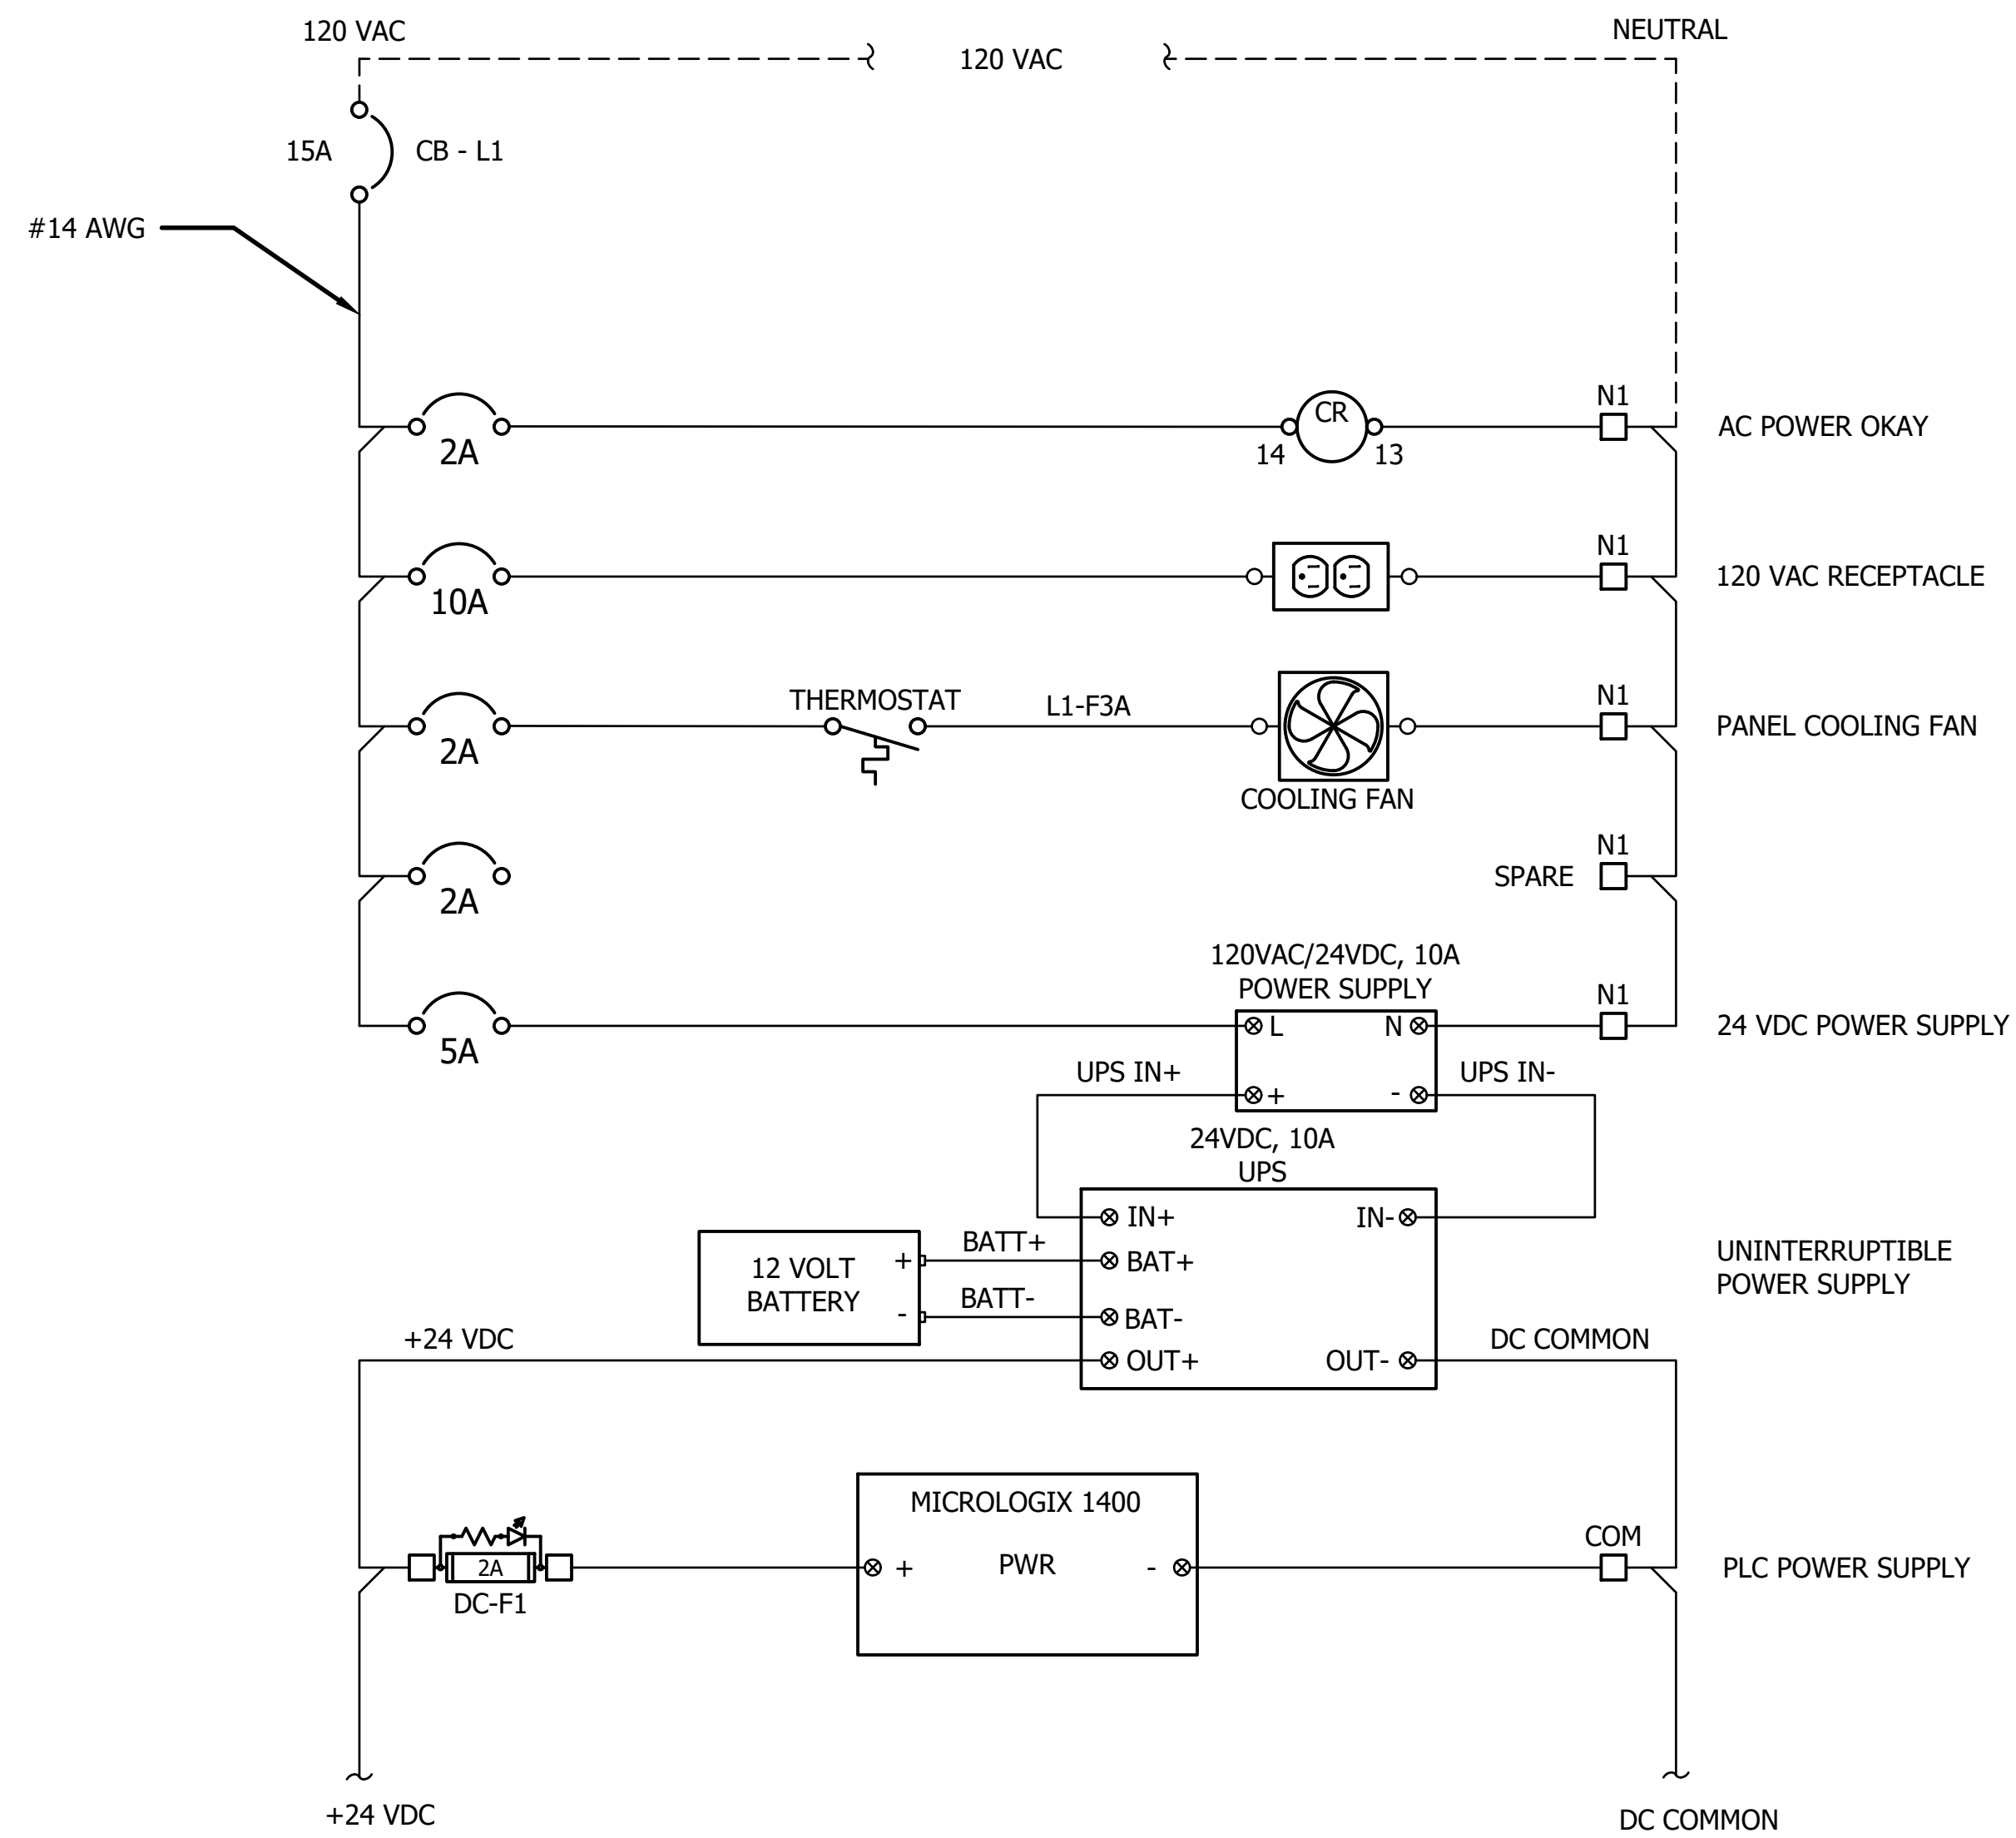 120 VAC
NEUTRAL
120 VAC
15A
CB - L1
#14 AWG
N1
CR
AC POWER OKAY
2A
14
13
N1
120 VAC RECEPTACLE
10A
THERMOSTAT
L1-F3A
N1
PANEL COOLING FAN
2A
COOLING FAN
N1
SPARE
2A
120VAC/24VDC, 10A
POWER SUPPLY
N1
L
N
24 VDC POWER SUPPLY
5A
UPS IN+
UPS IN-
+
-
24VDC, 10A
UPS
IN+
IN-
BATT+
12 VOLT
BATTERY
+
-
BAT+
UNINTERRUPTIBLE
POWER SUPPLY
BATT-
BAT-
+24 VDC
DC COMMON
OUT+
OUT-
MICROLOGIX 1400
COM
2A
+
PWR
-
PLC POWER SUPPLY
DC-F1
+24 VDC
DC COMMON